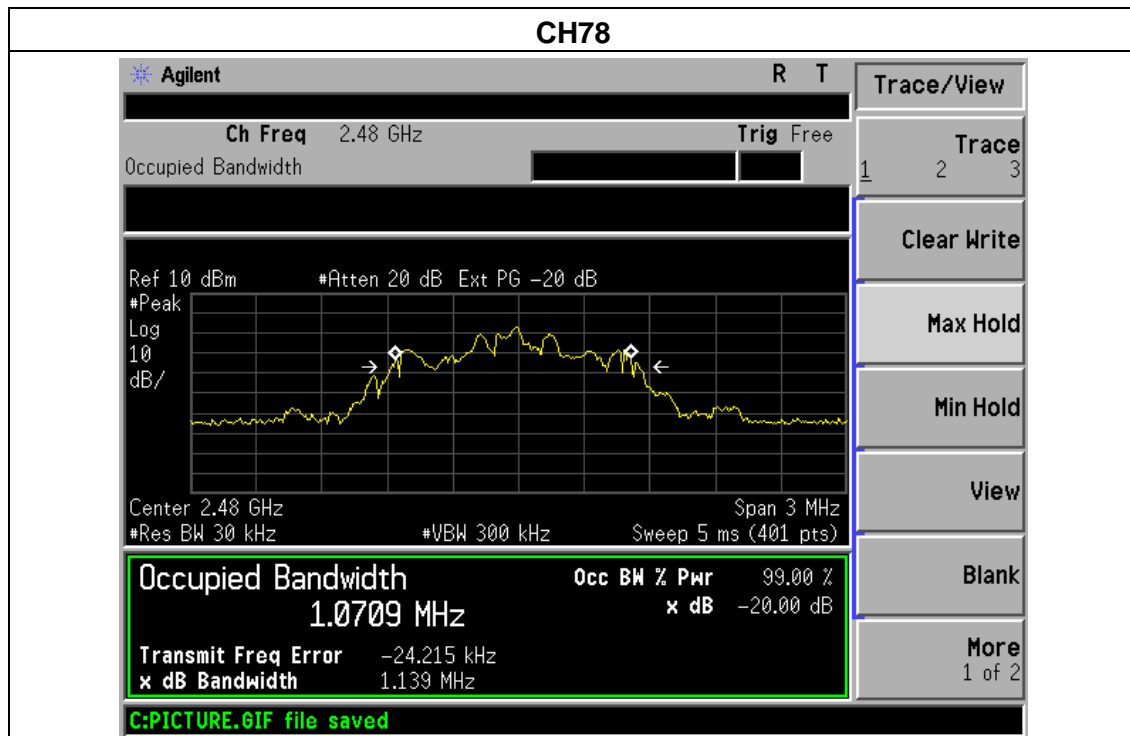 CH78
Agilent R T
Trace/View
Ch Freq 2.48 GHz Trig Free
Occupied Bandwidth
Trace
1 2 3
Clear Write
Ref 10 dBm #Atten 20 dB Ext PG −20 dB
#Peak
Log
10
dB/
Max Hold
Min Hold
View
Center 2.48 GHz Span 3 MHz
#Res BW 30 kHz #VBW 300 kHz Sweep 5 ms (401 pts)
Occupied Bandwidth Occ BW % Pwr 99.00 %
1.0709 MHz x dB −20.00 dB
Blank
Transmit Freq Error −24.215 kHz
x dB Bandwidth 1.139 MHz
More
1 of 2
C:PICTURE.GIF file saved